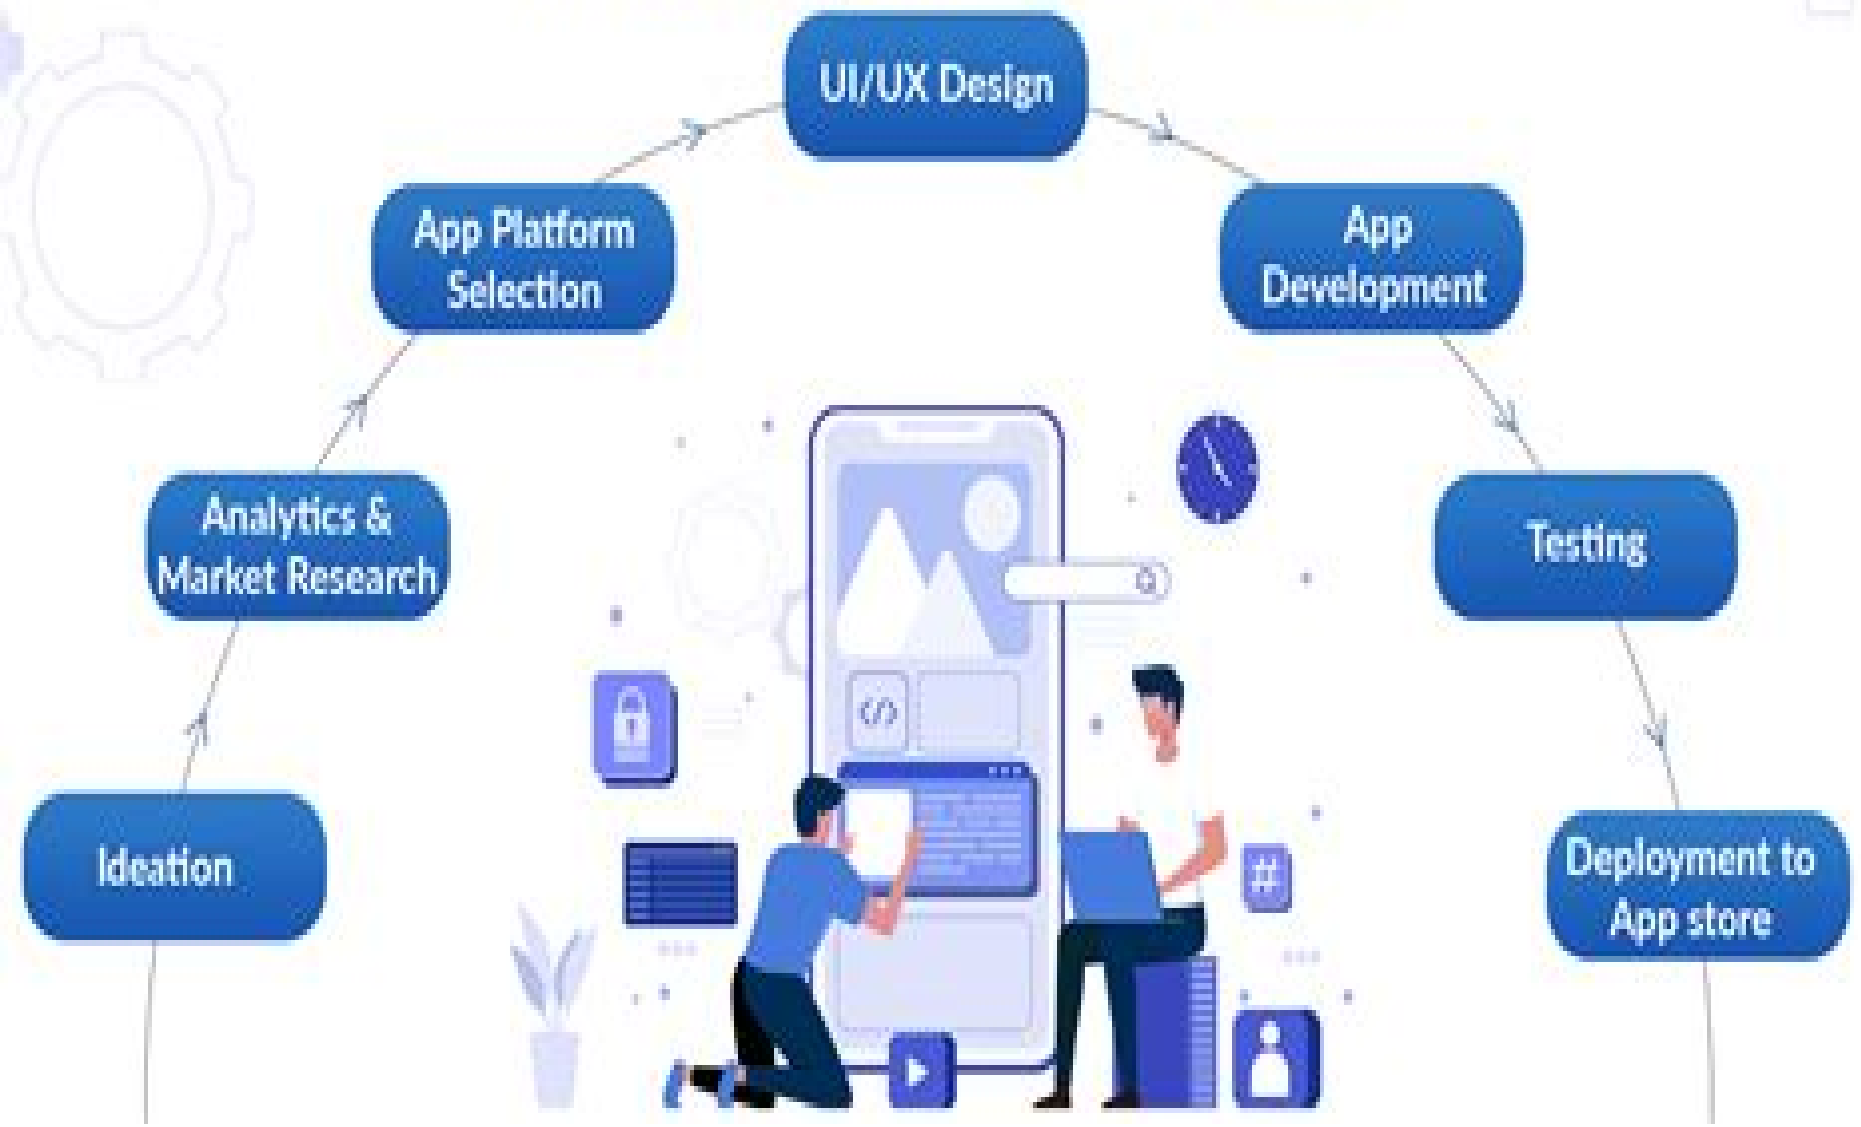 Ideation
Analytics &
Market Research
App Platform
Selection
UI/UX Design
App
Development
Testing
Deployment to
App store
</>
#